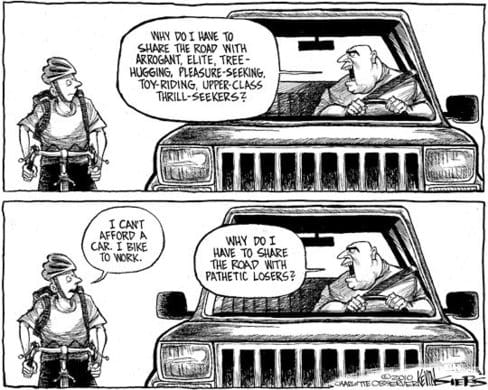 WHY DO I HAVE TO
SHARE THE ROAD WITH
ARROGANT, ELITE, TREE-
HUGGING, PLEASURE-SEEKING,
TOY-RIDING, UPPER-CLASS
THRILL-SEEKERS?
I CAN'T
AFFORD A
CAR. I BIKE
TO WORK.
WHY DO I
HAVE TO SHARE
THE ROAD WITH
PATHETIC LOSERS?
©2010
CHARLOTTE OBSERVER